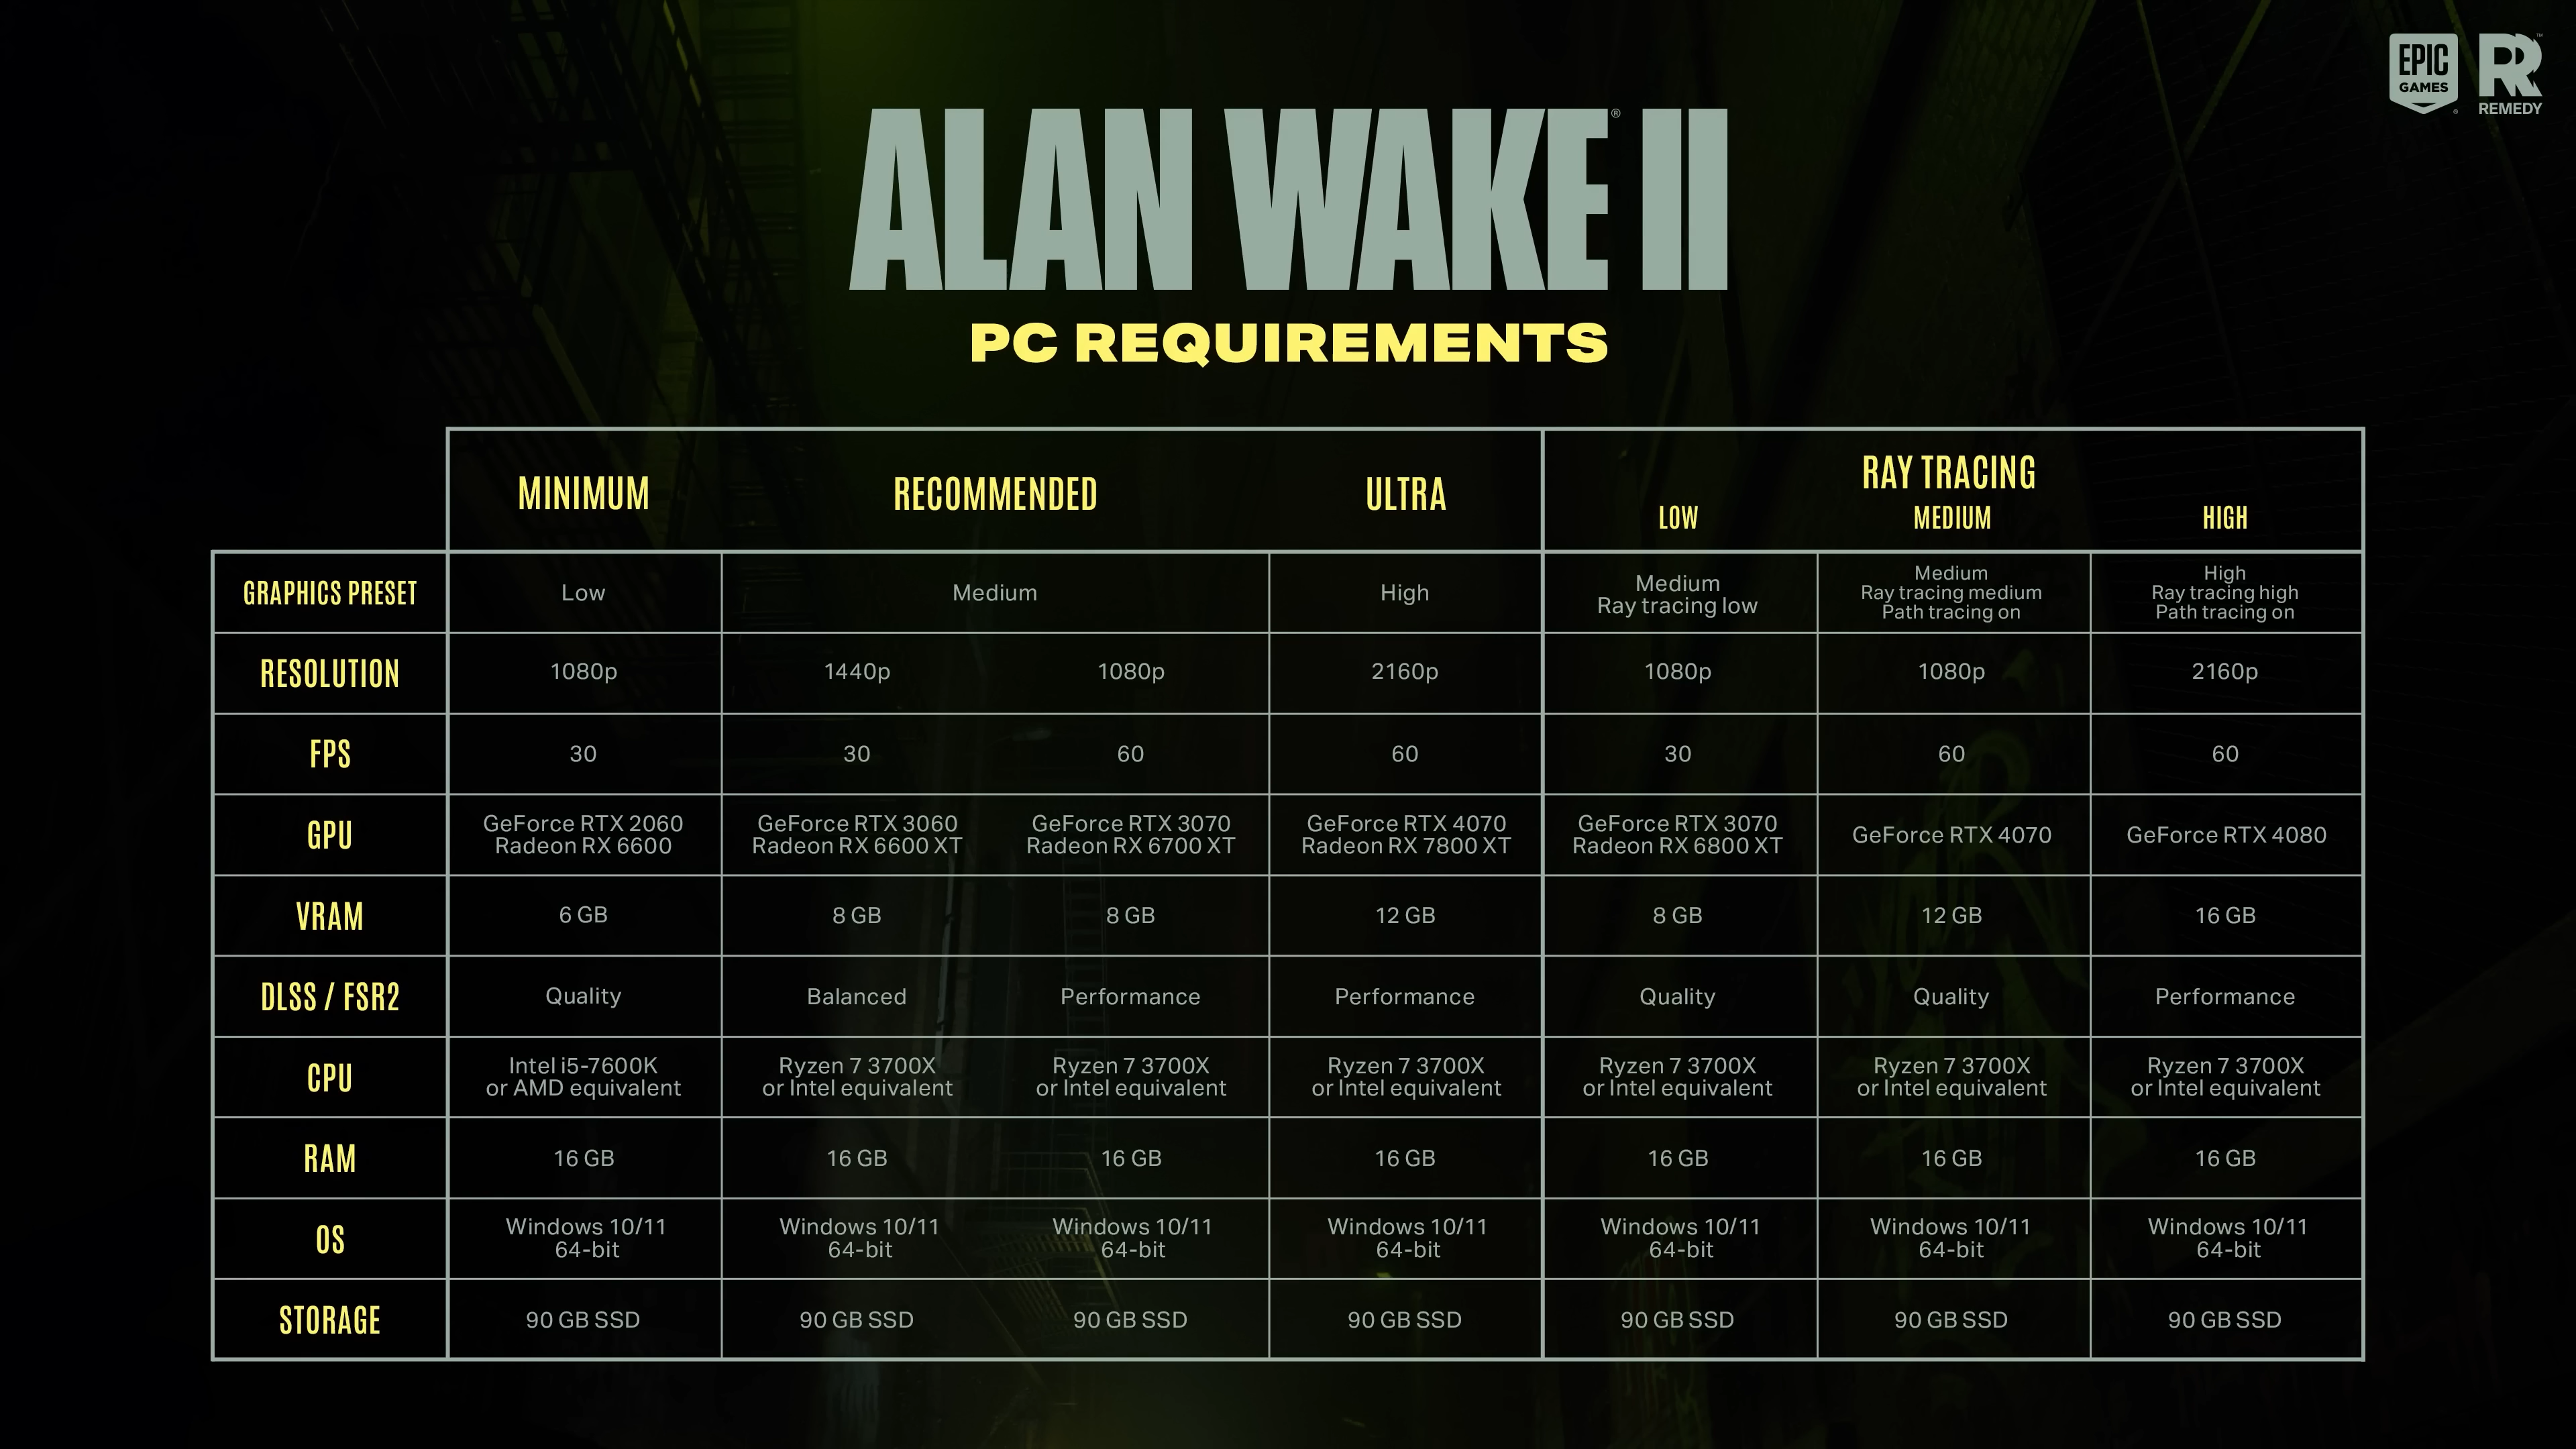 EPIC
GAMES
®
R ™
REMEDY
ALAN WAKE® II
PC REQUIREMENTS
MINIMUM RECOMMENDED ULTRA RAY TRACING
LOW MEDIUM HIGH
GRAPHICS PRESET Low Medium High Medium
Ray tracing low Medium
Ray tracing medium
Path tracing on High
Ray tracing high
Path tracing on
RESOLUTION 1080p 1440p 1080p 2160p 1080p 1080p 2160p
FPS 30 30 60 60 30 60 60
GPU GeForce RTX 2060
Radeon RX 6600 GeForce RTX 3060
Radeon RX 6600 XT GeForce RTX 3070
Radeon RX 6700 XT GeForce RTX 4070
Radeon RX 7800 XT GeForce RTX 3070
Radeon RX 6800 XT GeForce RTX 4070 GeForce RTX 4080
VRAM 6 GB 8 GB 8 GB 12 GB 8 GB 12 GB 16 GB
DLSS / FSR2 Quality Balanced Performance Performance Quality Quality Performance
CPU Intel i5-7600K
or AMD equivalent Ryzen 7 3700X
or Intel equivalent Ryzen 7 3700X
or Intel equivalent Ryzen 7 3700X
or Intel equivalent Ryzen 7 3700X
or Intel equivalent Ryzen 7 3700X
or Intel equivalent Ryzen 7 3700X
or Intel equivalent
RAM 16 GB 16 GB 16 GB 16 GB 16 GB 16 GB 16 GB
OS Windows 10/11
64-bit Windows 10/11
64-bit Windows 10/11
64-bit Windows 10/11
64-bit Windows 10/11
64-bit Windows 10/11
64-bit Windows 10/11
64-bit
STORAGE 90 GB SSD 90 GB SSD 90 GB SSD 90 GB SSD 90 GB SSD 90 GB SSD 90 GB SSD